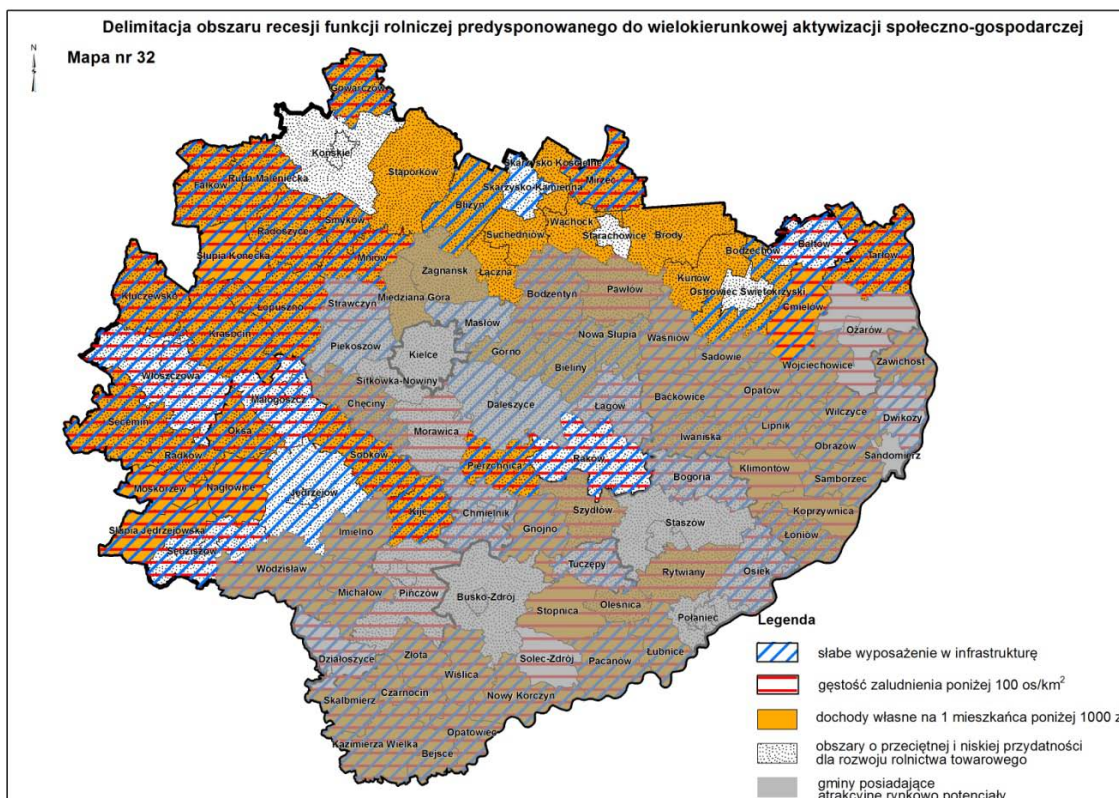 Delimitacja obszaru recesji funkcji rolniczej predysponowanego do wielokierunkowej aktywizacji społeczno-gospodarczej
N
Mapa nr 32
Gowarczów
Końskie
Stąporków
Skarżysko Kościelne
Mirzec
Fałków
Ruda Maleniecka
Skarżysko-Kamienna
Bliżyn
Smyków
Wąchock
Radoszyce
Suchedniów
Starachowice
Brody
Bałtów
Tarłów
Słupia Konecka
Mniów
Bodzechów
Zagnańsk
Łączna
Kunów
Ostrowiec Świętokrzyski
Kluczewsko
Łopuszno
Strawczyn
Miedziana Góra
Bodzentyn
Pawłów
Ćmielów
Krasocin
Masłów
Nowa Słupia
Waśniów
Ożarów
Piekoszów
Kielce
Górno
Sadowie
Wojciechowice
Zawichost
Włoszczowa
Bieliny
Sitkówka-Nowiny
Małogoszcz
Chęciny
Daleszyce
Łagów
Baćkowice
Opatów
Wilczyce
Dwikozy
Secemin
Oksa
Morawica
Iwaniska
Lipnik
Obrazów
Radków
Sobków
Pierzchnica
Raków
Sandomierz
Klimontów
Moskorzew
Nagłowice
Jędrzejów
Bogoria
Samborzec
Kije
Chmielnik
Szydłów
Koprzywnica
Słupia Jędrzejowska
Imielno
Gnojno
Staszów
Łoniów
Sędziszów
Wodzisław
Tuczępy
Rytwiany
Osiek
Michałów
Pińczów
Busko-Zdrój
Stopnica
Oleśnica
Połaniec
Działoszyce
Złota
Solec-Zdrój
Pacanów
Łubnice
Wiślica
Skalbmierz
Czarnocin
Nowy Korczyn
Opatowiec
Kazimierza Wielka
Bejsce
Legenda
słabe wyposażenie w infrastrukturę
gęstość zaludnienia poniżej 100 os/km²
dochody własne na 1 mieszkańca poniżej 1000 z
obszary o przeciętnej i niskiej przydatności
dla rozwoju rolnictwa towarowego
gminy posiadające
atrakcyjne rynkowo potencjały